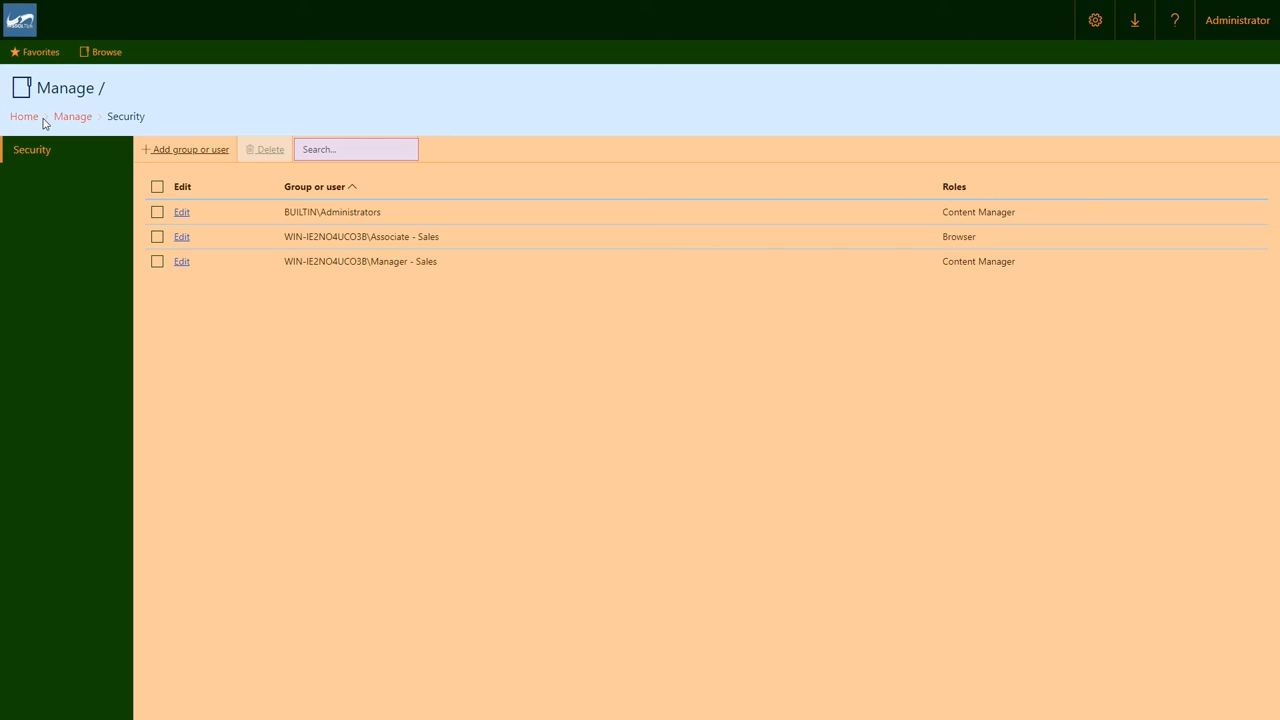 Administrator
Favorites Browse
Manage /
Home > Manage > Security
Security
Add group or user Delete Search...
Edit Group or user Roles
Edit BUILTIN\Administrators Content Manager
Edit WIN-IE2NO4UCO3B\Associate - Sales Browser
Edit WIN-IE2NO4UCO3B\Manager - Sales Content Manager